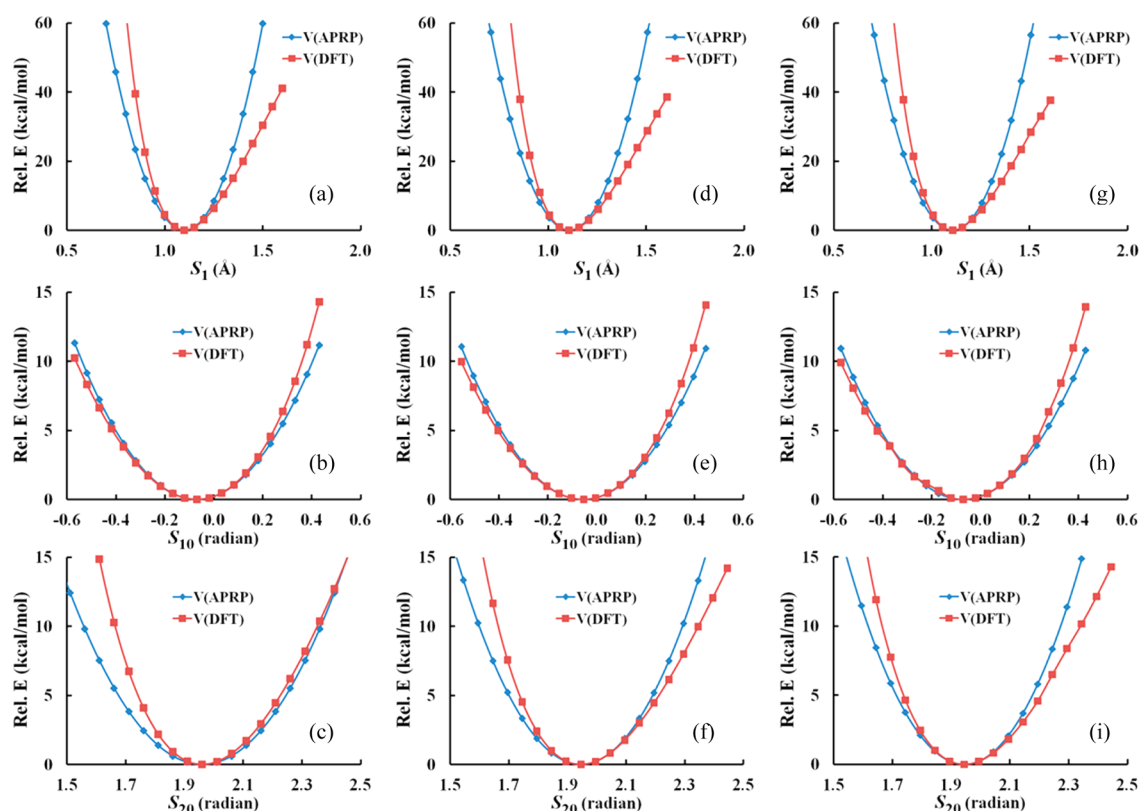 60
40
20
0
Rel. E (kcal/mol)
V(APRP)
V(DFT)
(a)
0.5 1.0 1.5 2.0
S1 (Å)
60
40
20
0
Rel. E (kcal/mol)
V(APRP)
V(DFT)
(d)
0.5 1.0 1.5 2.0
S1 (Å)
60
40
20
0
Rel. E (kcal/mol)
V(APRP)
V(DFT)
(g)
0.5 1.0 1.5 2.0
S1 (Å)
15
10
5
0
Rel. E (kcal/mol)
V(APRP)
V(DFT)
(b)
-0.6 -0.4 -0.2 0.0 0.2 0.4 0.6
S10 (radian)
15
10
5
0
Rel. E (kcal/mol)
V(APRP)
V(DFT)
(e)
-0.6 -0.4 -0.2 0.0 0.2 0.4 0.6
S10 (radian)
15
10
5
0
Rel. E (kcal/mol)
V(APRP)
V(DFT)
(h)
-0.6 -0.4 -0.2 0.0 0.2 0.4 0.6
S10 (radian)
15
10
5
0
Rel. E (kcal/mol)
V(APRP)
V(DFT)
(c)
1.5 1.7 1.9 2.1 2.3 2.5
S20 (radian)
15
10
5
0
Rel. E (kcal/mol)
V(APRP)
V(DFT)
(f)
1.5 1.7 1.9 2.1 2.3 2.5
S20 (radian)
15
10
5
0
Rel. E (kcal/mol)
V(APRP)
V(DFT)
(i)
1.5 1.7 1.9 2.1 2.3 2.5
S20 (radian)